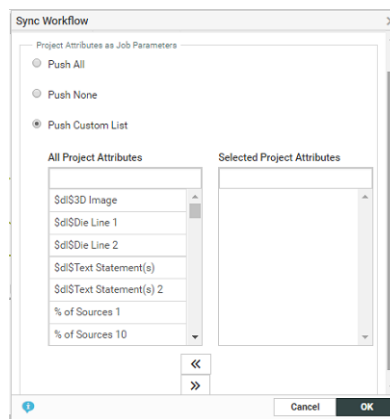 Sync Workflow
Project Attributes as Job Parameters
Push All
Push None
Push Custom List
All Project Attributes
Selected Project Attributes
$dl$3D Image
$dl$Die Line 1
$dl$Die Line 2
$dl$Text Statement(s)
$dl$Text Statement(s) 2
% of Sources 1
% of Sources 10
«
»
Cancel
OK